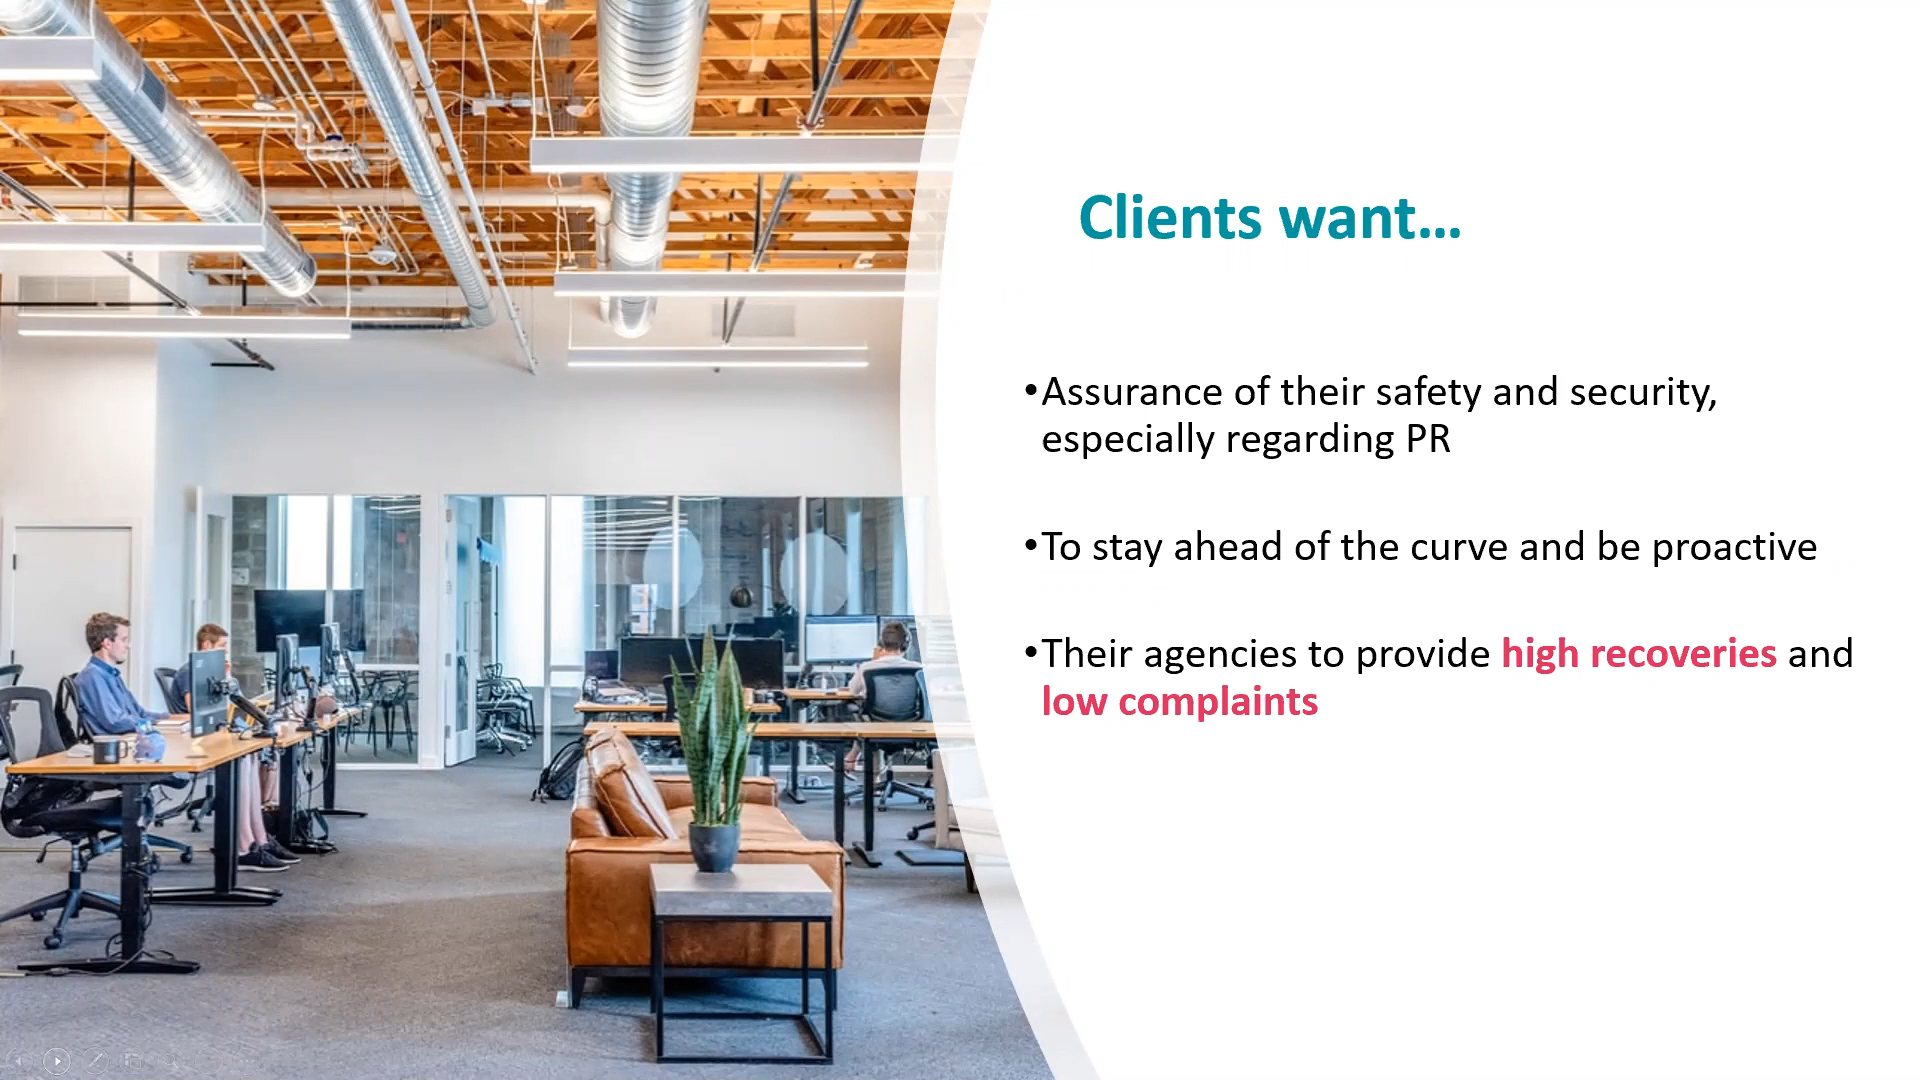 Clients want...
•Assurance of their safety and security,
especially regarding PR
•To stay ahead of the curve and be proactive
•Their agencies to provide high recoveries and
low complaints